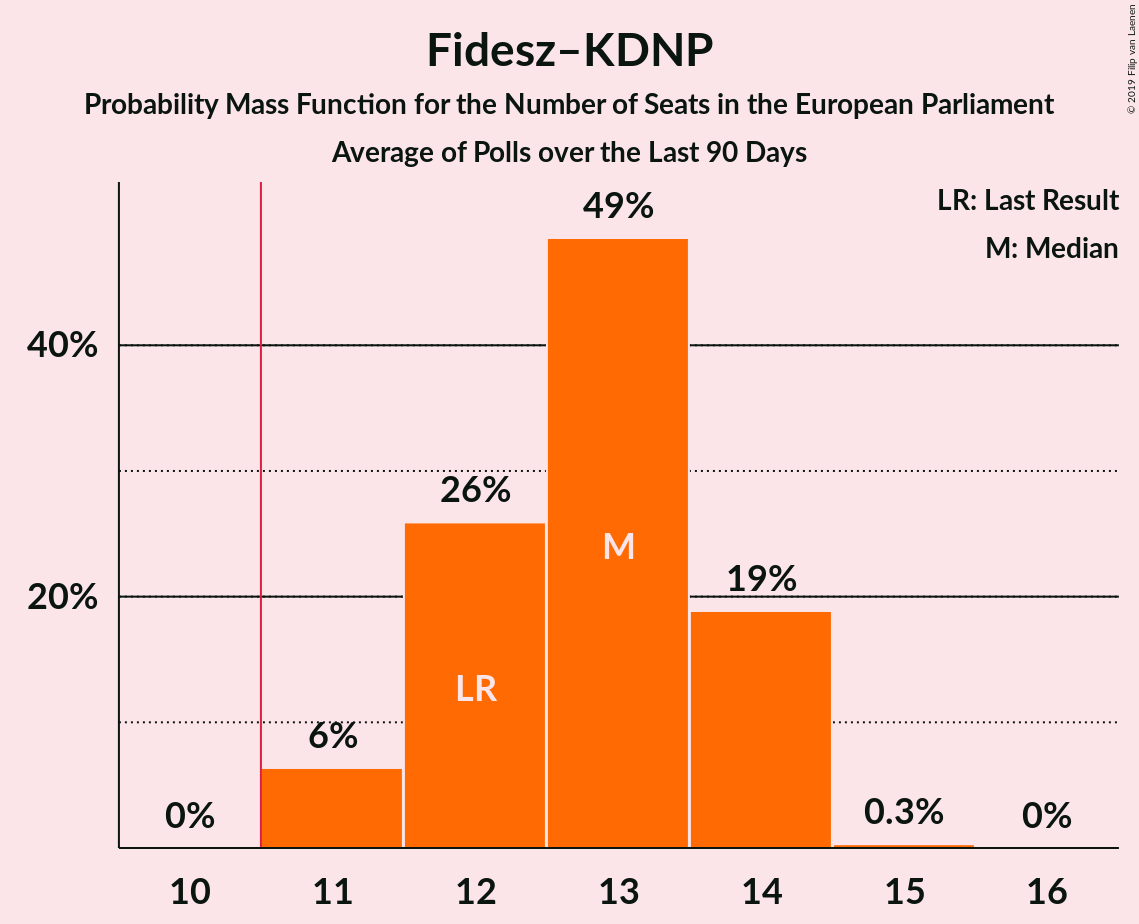 Fidesz–KDNP
Probability Mass Function for the Number of Seats in the European Parliament
Average of Polls over the Last 90 Days
© 2019 Filip van Laenen
LR: Last Result
M: Median
49%
40%
26%
M
19%
20%
LR
6%
0%
0.3%
0%
10 11 12 13 14 15 16